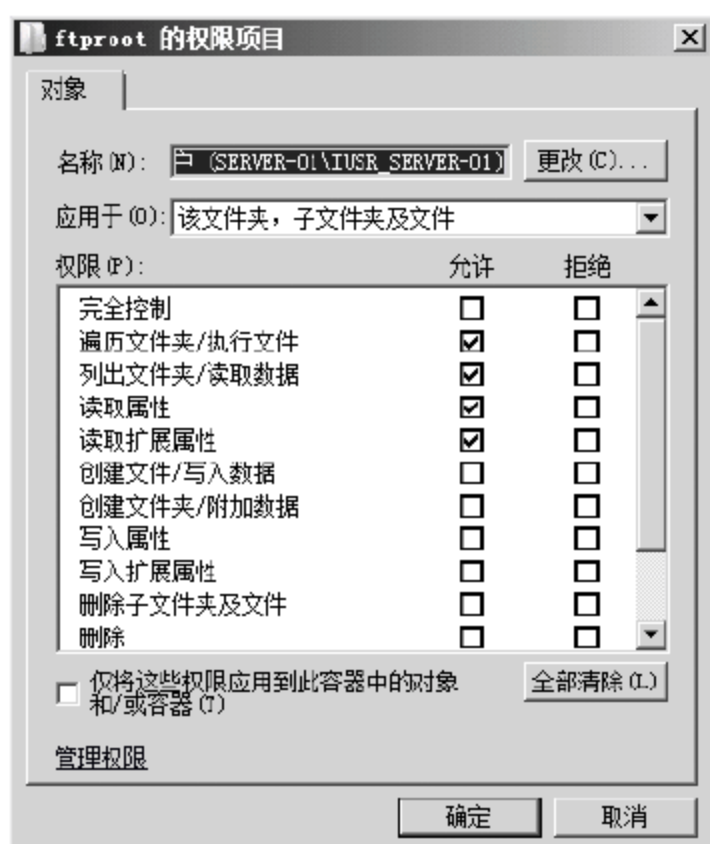 ftproot 的权限项目
对象
名称(N): (SERVER-01\IUSR_SERVER-01) 更改(C)...
应用于(O): 该文件夹，子文件夹及文件
权限(P): 允许 拒绝
完全控制
遍历文件夹/执行文件
列出文件夹/读取数据
读取属性
读取扩展属性
创建文件/写入数据
创建文件夹/附加数据
写入属性
写入扩展属性
删除子文件夹及文件
删除
仅将这些权限应用到此容器中的对象
和/或容器(T)
全部清除(L)
管理权限
确定 取消